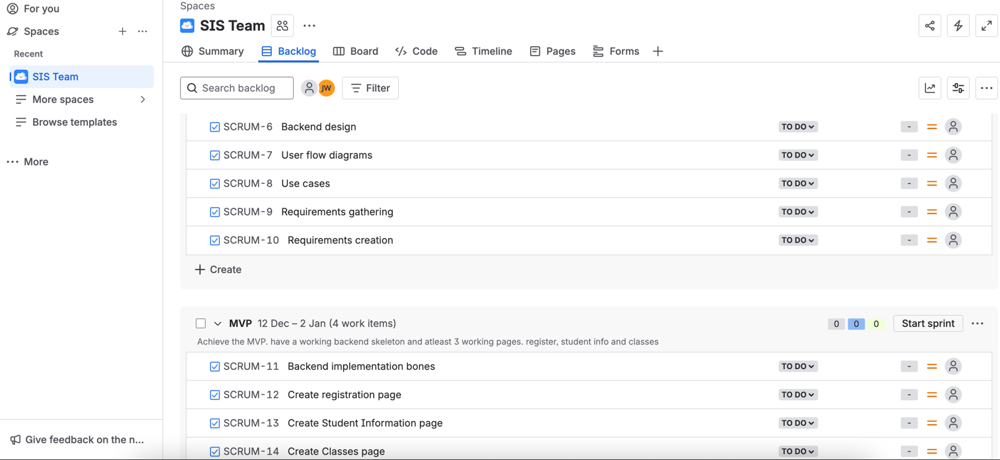 For you
Spaces
Recent
SIS Team
More spaces
Browse templates
More
Give feedback on the n...
Spaces
SIS Team
Summary Backlog Board Code Timeline Pages Forms
Search backlog JW Filter
SCRUM-6 Backend design TO DO -
SCRUM-7 User flow diagrams TO DO -
SCRUM-8 Use cases TO DO -
SCRUM-9 Requirements gathering TO DO -
SCRUM-10 Requirements creation TO DO -
Create
MVP 12 Dec – 2 Jan (4 work items) 0 0 0 Start sprint
Achieve the MVP. have a working backend skeleton and atleast 3 working pages. register, student info and classes
SCRUM-11 Backend implementation bones TO DO -
SCRUM-12 Create registration page TO DO -
SCRUM-13 Create Student Information page TO DO -
SCRUM-14 Create Classes page TO DO -